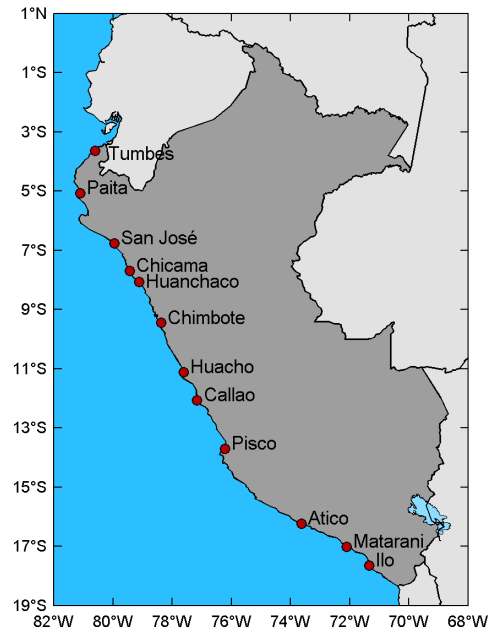 1°N
1°S
3°S
Tumbes
Paita
5°S
San José
7°S
Chicama
Huanchaco
9°S
Chimbote
11°S
Huacho
Callao
13°S
Pisco
15°S
Atico
17°S
Matarani
Ilo
19°S
82°W 80°W 78°W 76°W 74°W 72°W 70°W 68°W